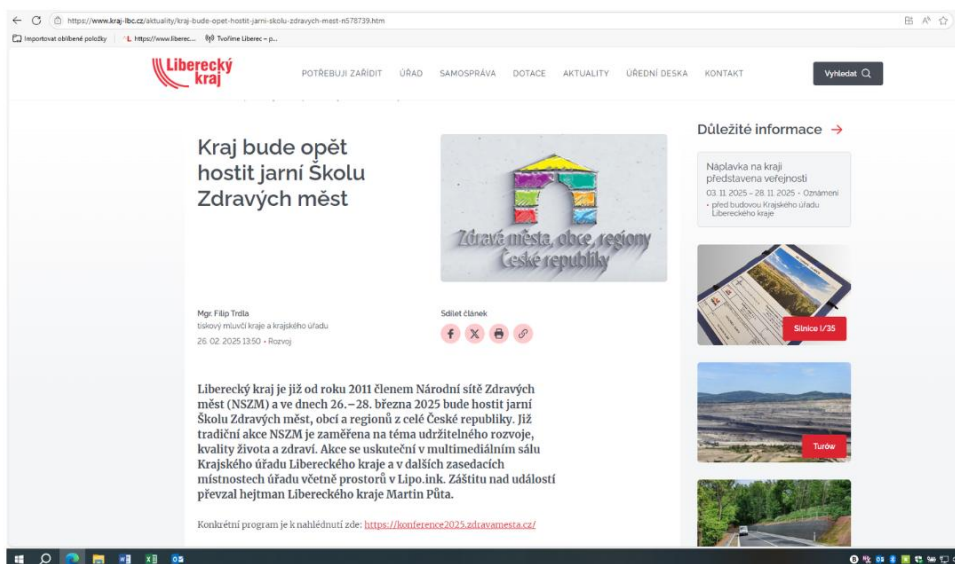 https://www.kraj-lbc.cz/aktuality/kraj-bude-opet-hostit-jarni-skolu-zdravych-mest-n578739.htm
Importovat oblíbené položky
https://www.liberec...
Tvoříme Liberec – p...
Liberecký
kraj
POTŘEBUJI ZAŘÍDIT ÚŘAD SAMOSPRÁVA DOTACE AKTUALITY ÚŘEDNÍ DESKA KONTAKT
Vyhledat
Kraj bude opět
hostit jarní Školu
Zdravých měst
Zdravá města, obce, regiony
České republiky
Mgr. Filip Trdla
tiskový mluvčí kraje a krajského úřadu
26. 02. 2025 13:50 • Rozvoj
Sdílet článek
Liberecký kraj je již od roku 2011 členem Národní sítě Zdravých
měst (NSZM) a ve dnech 26.–28. března 2025 bude hostit jarní
Školu Zdravých měst, obcí a regionů z celé České republiky. Již
tradiční akce NSZM je zaměřena na téma udržitelného rozvoje,
kvality života a zdraví. Akce se uskuteční v multimediálním sálu
Krajského úřadu Libereckého kraje a v dalších zasedacích
místnostech úřadu včetně prostorů v Lipo.ink. Záštitu nad událostí
převzal hejtman Libereckého kraje Martin Půta.
Konkrétní program je k nahlédnutí zde: https://konference2025.zdravamesta.cz/
Důležité informace →
Náplavka na kraji
představena veřejnosti
03. 11. 2025 – 28. 11. 2025 • Oznámení
• před budovou Krajského úřadu
Libereckého kraje
Silnice I/35
Turów